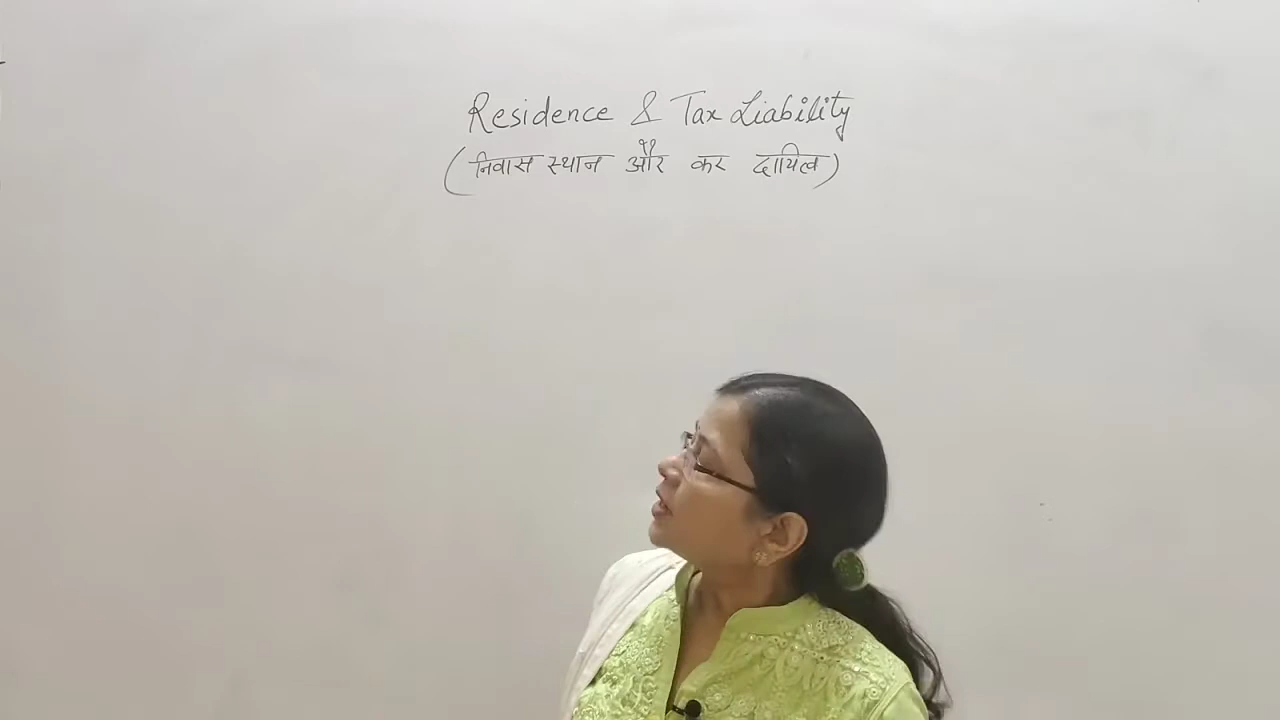 Residence & Tax Liability
(निवास स्थान और कर दायित्व)